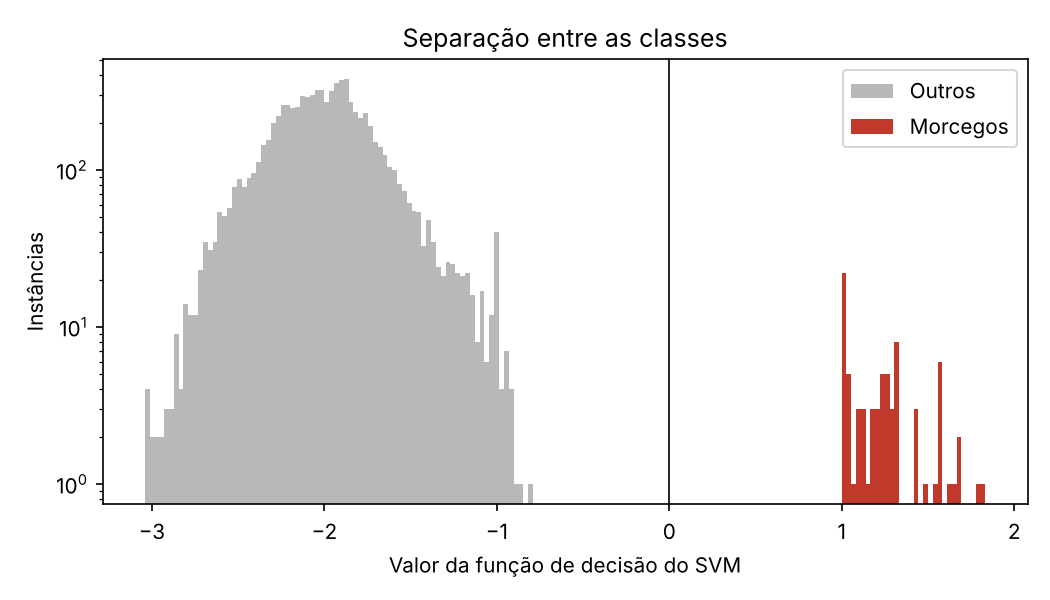 Separação entre as classes
Outros
Morcegos
10²
10¹
10⁰
Instâncias
−3 −2 −1 0 1 2
Valor da função de decisão do SVM